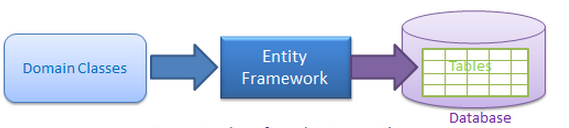 Domain Classes
Entity
Framework
Tables
Database